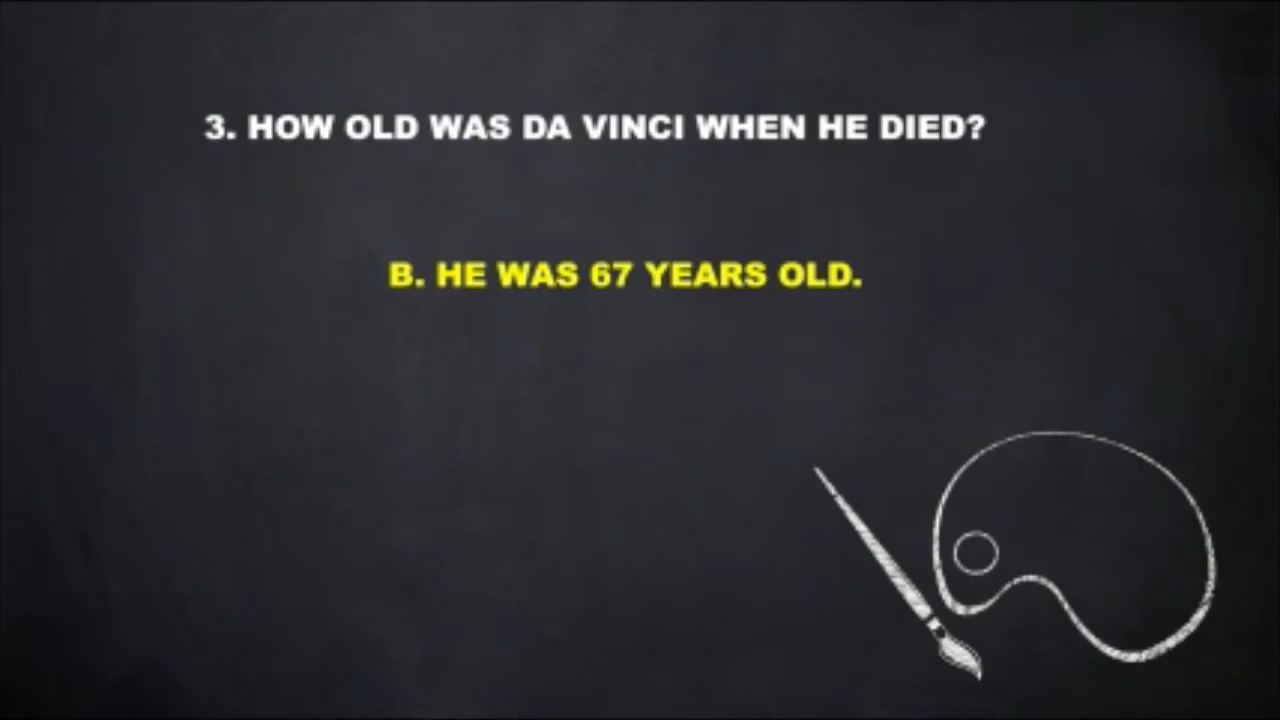 3. HOW OLD WAS DA VINCI WHEN HE DIED?
B. HE WAS 67 YEARS OLD.